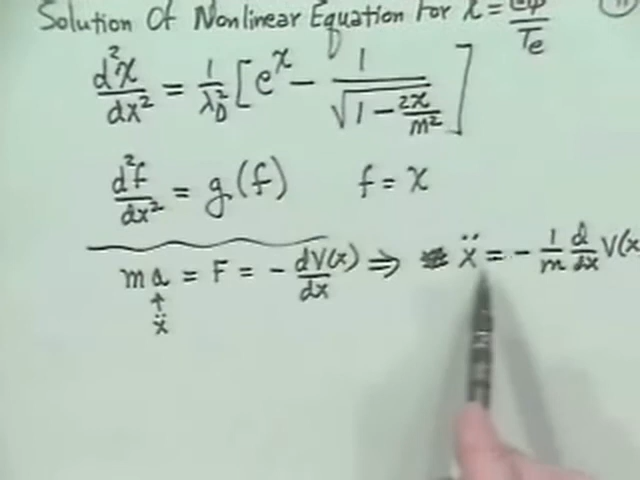 Solution Of Nonlinear Equation For χ = eφ/Te
d²χ/dx² = 1/λD² [e^χ − 1/√(1 − 2χ/m²)]
d²f/dx² = g(f) f = χ
ma = F = − dV(x)/dx ⇒ ẍ = − 1/m d/dx V(x
↑
ẍ